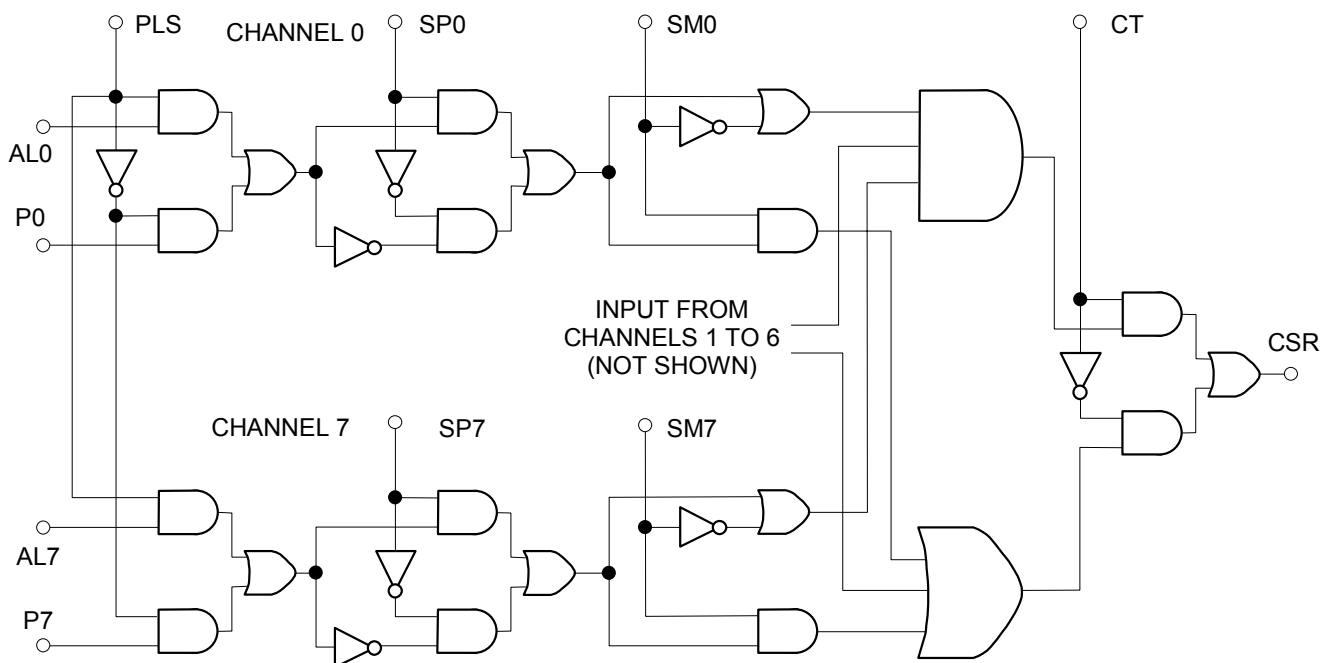 PLS
CHANNEL 0
SP0
SM0
CT
AL0
P0
INPUT FROM
CHANNELS 1 TO 6
(NOT SHOWN)
CSR
CHANNEL 7
SP7
SM7
AL7
P7